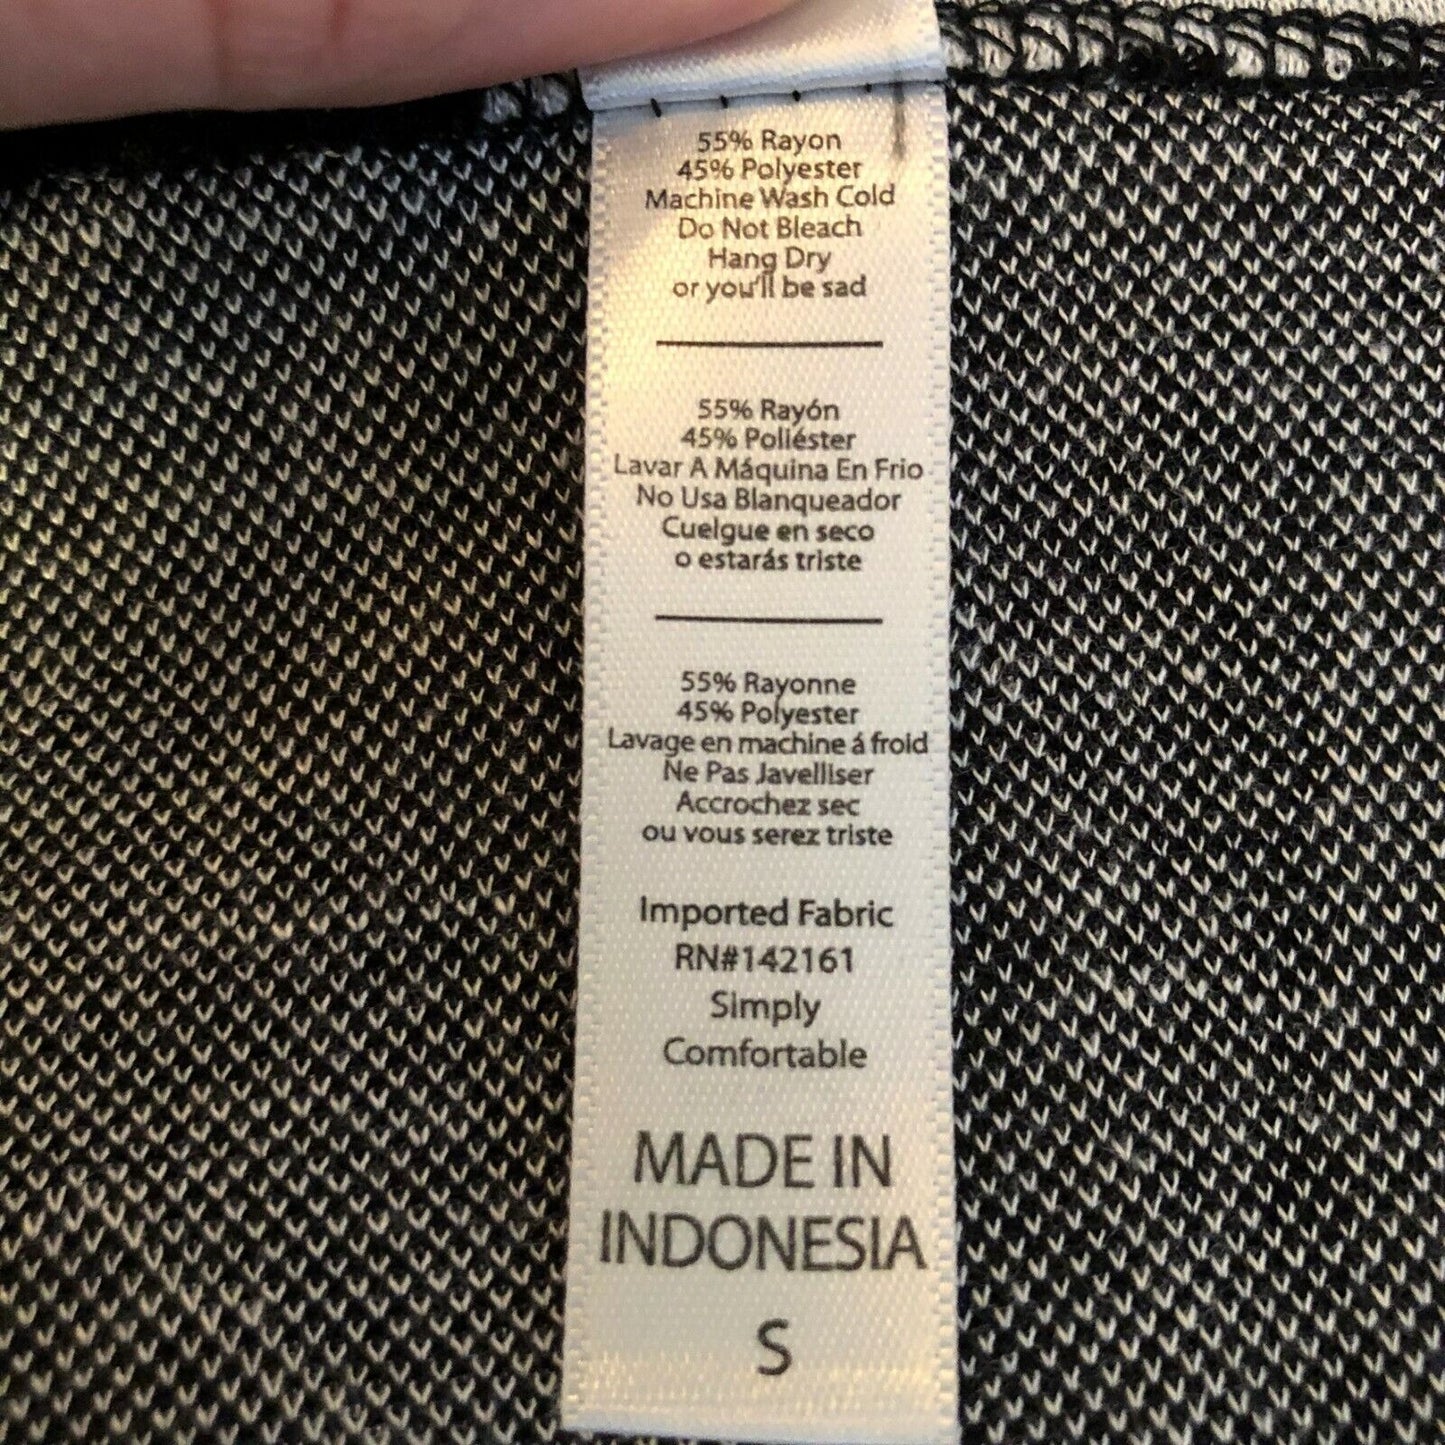 55% Rayon
45% Polyester
Machine Wash Cold
Do Not Bleach
Hang Dry
or you'll be sad
55% Rayón
45% Poliéster
Lavar A Máquina En Frio
No Usa Blanqueador
Cuelgue en seco
o estarás triste
55% Rayonne
45% Polyester
Lavage en machine á froid
Ne Pas Javelliser
Accrochez sec
ou vous serez triste
Imported Fabric
RN#142161
Simply
Comfortable
MADE IN
INDONESIA
S